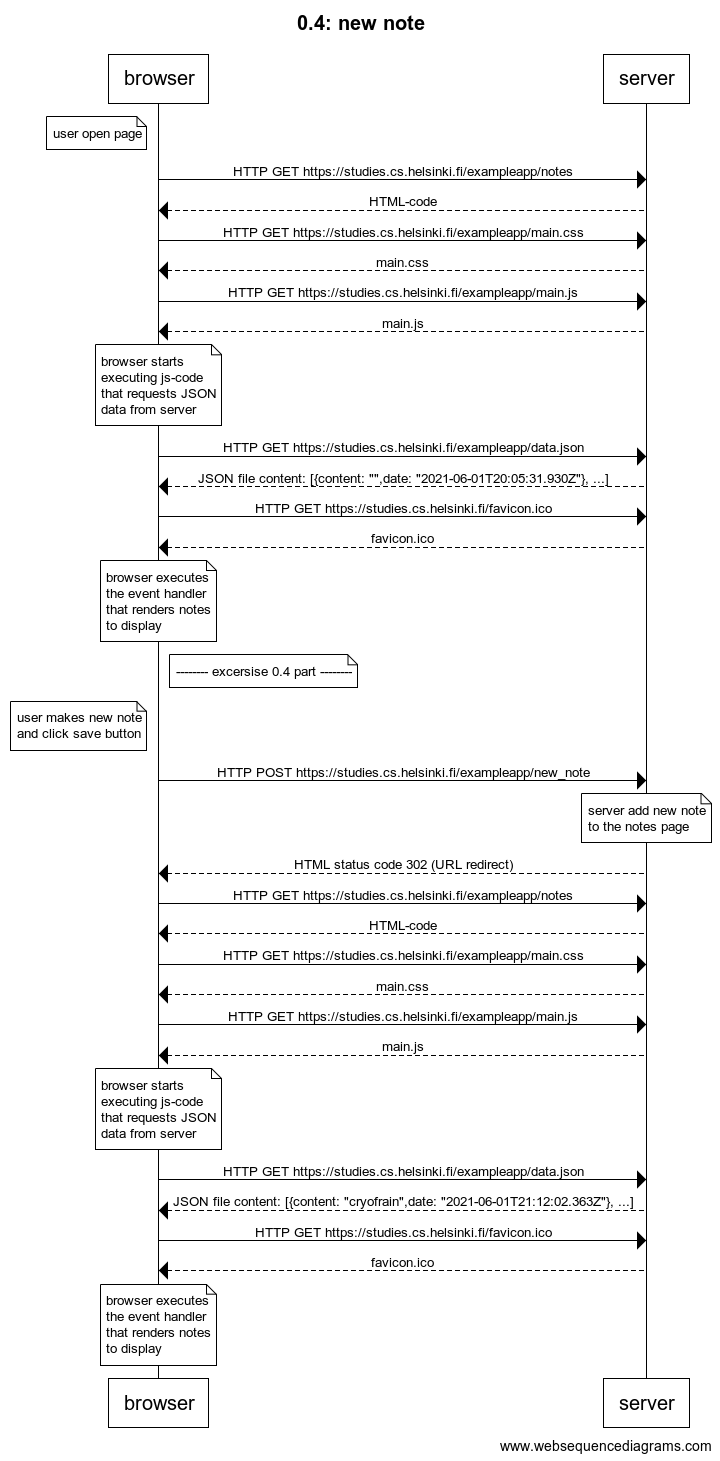 0.4: new note
browser
server
user open page
HTTP GET https://studies.cs.helsinki.fi/exampleapp/notes
HTML-code
HTTP GET https://studies.cs.helsinki.fi/exampleapp/main.css
main.css
HTTP GET https://studies.cs.helsinki.fi/exampleapp/main.js
main.js
browser starts
executing js-code
that requests JSON
data from server
HTTP GET https://studies.cs.helsinki.fi/exampleapp/data.json
JSON file content: [{content: "",date: "2021-06-01T20:05:31.930Z"}, ...]
HTTP GET https://studies.cs.helsinki.fi/favicon.ico
favicon.ico
browser executes
the event handler
that renders notes
to display
-------- excersise 0.4 part --------
user makes new note
and click save button
HTTP POST https://studies.cs.helsinki.fi/exampleapp/new_note
server add new note
to the notes page
HTML status code 302 (URL redirect)
HTTP GET https://studies.cs.helsinki.fi/exampleapp/notes
HTML-code
HTTP GET https://studies.cs.helsinki.fi/exampleapp/main.css
main.css
HTTP GET https://studies.cs.helsinki.fi/exampleapp/main.js
main.js
browser starts
executing js-code
that requests JSON
data from server
HTTP GET https://studies.cs.helsinki.fi/exampleapp/data.json
JSON file content: [{content: "cryofrain",date: "2021-06-01T21:12:02.363Z"}, ...]
HTTP GET https://studies.cs.helsinki.fi/favicon.ico
favicon.ico
browser executes
the event handler
that renders notes
to display
browser
server
www.websequencediagrams.com